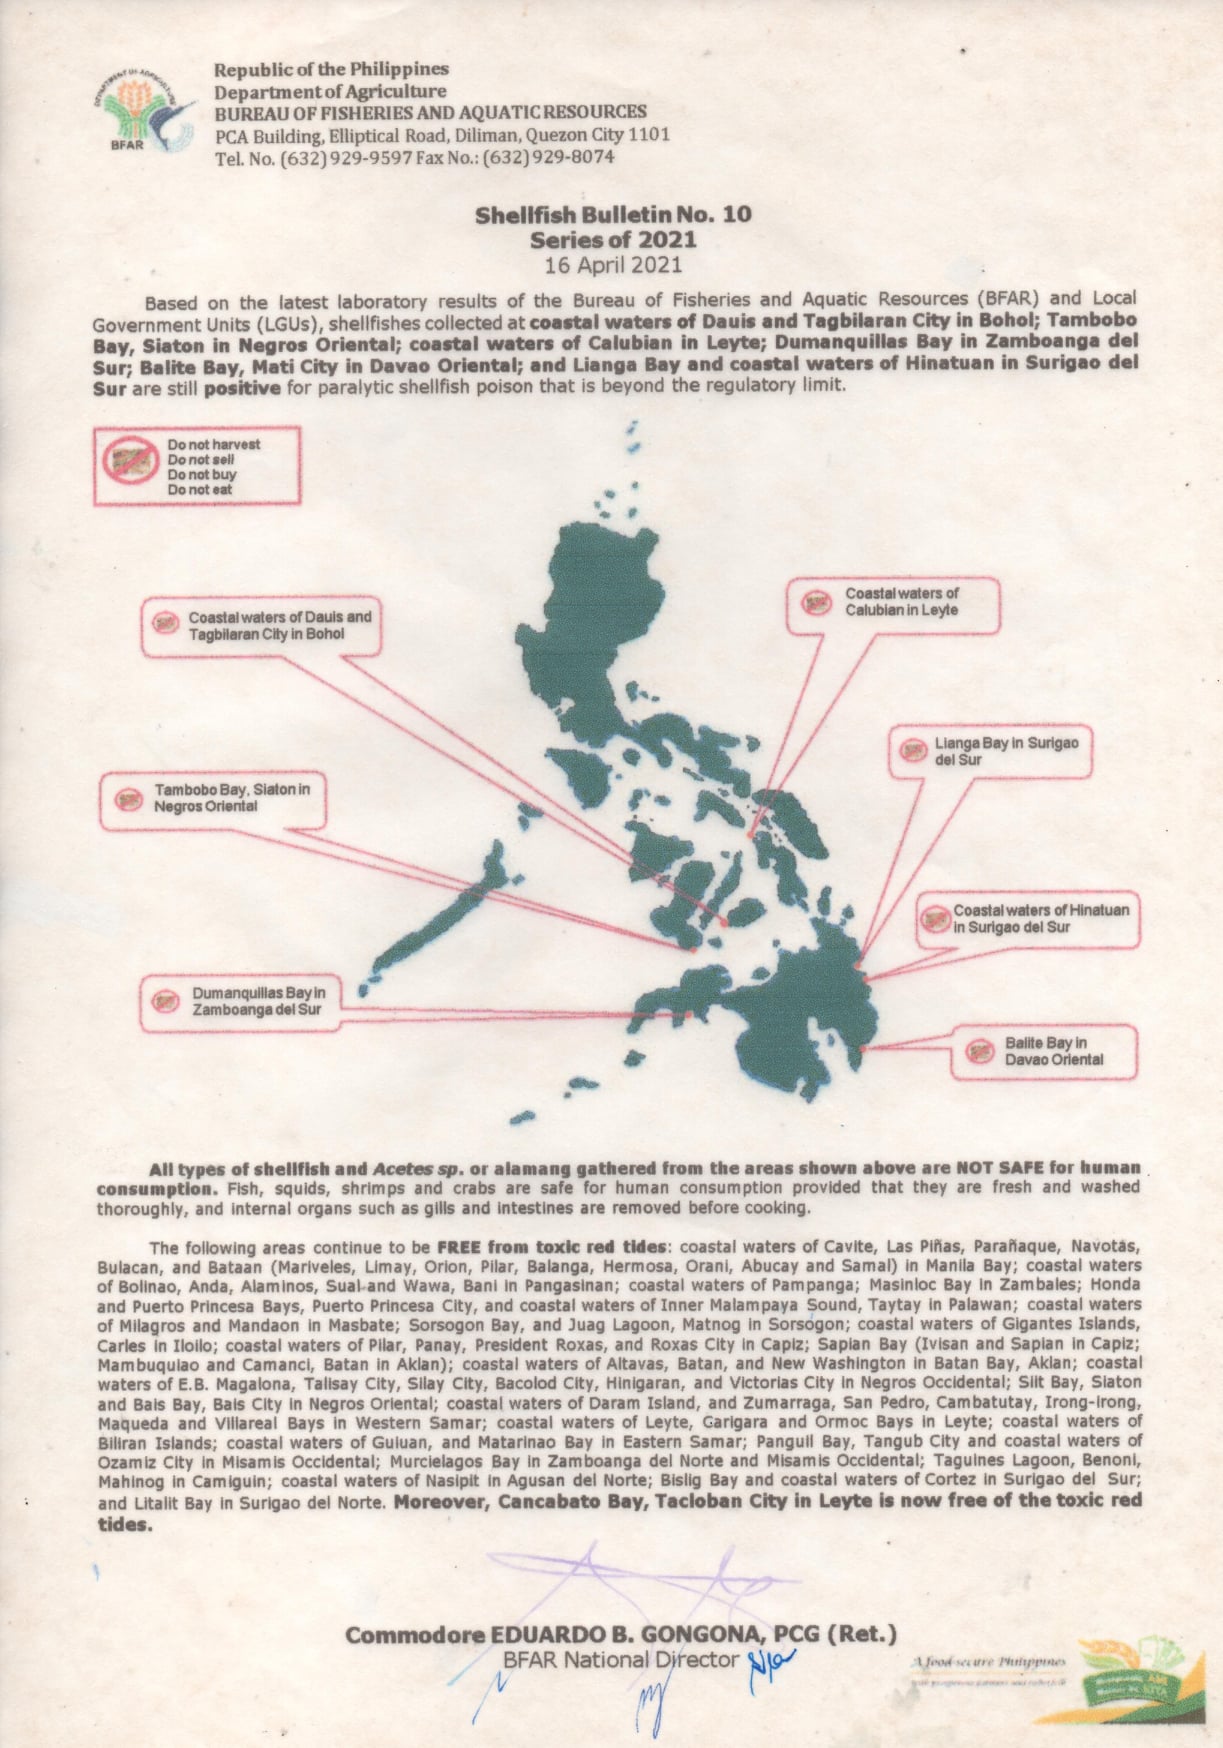 DEPARTMENT OF AGRICULTURE
BFAR
Republic of the Philippines
Department of Agriculture
BUREAU OF FISHERIES AND AQUATIC RESOURCES
PCA Building, Elliptical Road, Diliman, Quezon City 1101
Tel. No. (632) 929-9597 Fax No.: (632) 929-8074
Shellfish Bulletin No. 10
Series of 2021
16 April 2021
Based on the latest laboratory results of the Bureau of Fisheries and Aquatic Resources (BFAR) and Local
Government Units (LGUs), shellfishes collected at coastal waters of Dauis and Tagbilaran City in Bohol; Tambobo
Bay, Siaton in Negros Oriental; coastal waters of Calubian in Leyte; Dumanquillas Bay in Zamboanga del
Sur; Balite Bay, Mati City in Davao Oriental; and Lianga Bay and coastal waters of Hinatuan in Surigao del
Sur are still positive for paralytic shellfish poison that is beyond the regulatory limit.
Do not harvest
Do not sell
Do not buy
Do not eat
Coastal waters of Dauis and
Tagbilaran City in Bohol
Coastal waters of
Calubian in Leyte
Lianga Bay in Surigao
del Sur
Tambobo Bay, Siaton in
Negros Oriental
Coastal waters of Hinatuan
in Surigao del Sur
Dumanquillas Bay in
Zamboanga del Sur
Balite Bay in
Davao Oriental
All types of shellfish and Acetes sp. or alamang gathered from the areas shown above are NOT SAFE for human
consumption. Fish, squids, shrimps and crabs are safe for human consumption provided that they are fresh and washed
thoroughly, and internal organs such as gills and intestines are removed before cooking.
The following areas continue to be FREE from toxic red tides: coastal waters of Cavite, Las Piñas, Parañaque, Navotas,
Bulacan, and Bataan (Mariveles, Limay, Orion, Pilar, Balanga, Hermosa, Orani, Abucay and Samal) in Manila Bay; coastal waters
of Bolinao, Anda, Alaminos, Sual and Wawa, Bani in Pangasinan; coastal waters of Pampanga; Masinloc Bay in Zambales; Honda
and Puerto Princesa Bays, Puerto Princesa City, and coastal waters of Inner Malampaya Sound, Taytay in Palawan; coastal waters
of Milagros and Mandaon in Masbate; Sorsogon Bay, and Juag Lagoon, Matnog in Sorsogon; coastal waters of Gigantes Islands,
Carles in Iloilo; coastal waters of Pilar, Panay, President Roxas, and Roxas City in Capiz; Sapian Bay (Ivisan and Sapian in Capiz;
Mambuquiao and Camanci, Batan in Aklan); coastal waters of Altavas, Batan, and New Washington in Batan Bay, Aklan; coastal
waters of E.B. Magalona, Talisay City, Silay City, Bacolod City, Hinigaran, and Victorias City in Negros Occidental; Siit Bay, Siaton
and Bais Bay, Bais City in Negros Oriental; coastal waters of Daram Island, and Zumarraga, San Pedro, Cambatutay, Irong-irong,
Maqueda and Villareal Bays in Western Samar; coastal waters of Leyte, Carigara and Ormoc Bays in Leyte; coastal waters of
Biliran Islands; coastal waters of Guiuan, and Matarinao Bay in Eastern Samar; Panguil Bay, Tangub City and coastal waters of
Ozamiz City in Misamis Occidental; Murcielagos Bay in Zamboanga del Norte and Misamis Occidental; Taguines Lagoon, Benoni,
Mahinog in Camiguin; coastal waters of Nasipit in Agusan del Norte; Bislig Bay and coastal waters of Cortez in Surigao del Sur;
and Litalit Bay in Surigao del Norte. Moreover, Cancabato Bay, Tacloban City in Leyte is now free of the toxic red
tides.
Commodore EDUARDO B. GONGONA, PCG (Ret.)
BFAR National Director
A food-secure Philippines